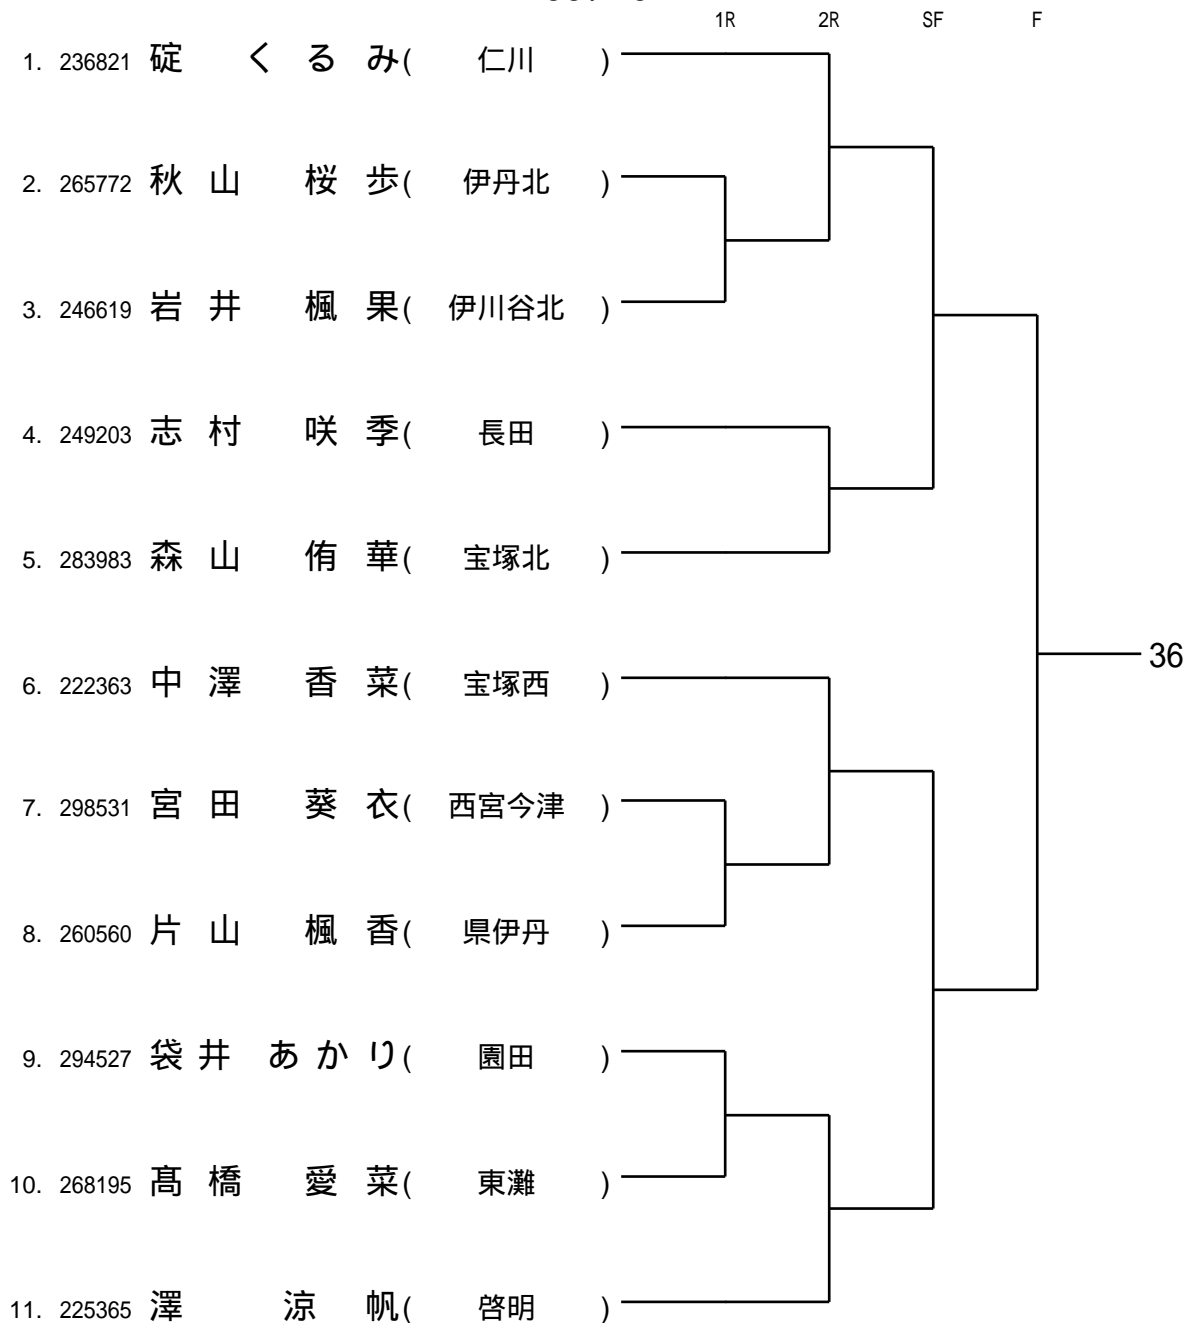 1R 2R SF F
1. 236821 碇 くるみ( 仁川 )
2. 265772 秋山 桜歩( 伊丹北 )
3. 246619 岩井 楓果( 伊川谷北 )
4. 249203 志村 咲季( 長田 )
5. 283983 森山 侑華( 宝塚北 )
36
6. 222363 中澤 香菜( 宝塚西 )
7. 298531 宮田 葵衣( 西宮今津 )
8. 260560 片山 楓香( 県伊丹 )
9. 294527 袋井 あかり( 園田 )
10. 268195 髙橋 愛菜( 東灘 )
11. 225365 澤 涼帆( 啓明 )